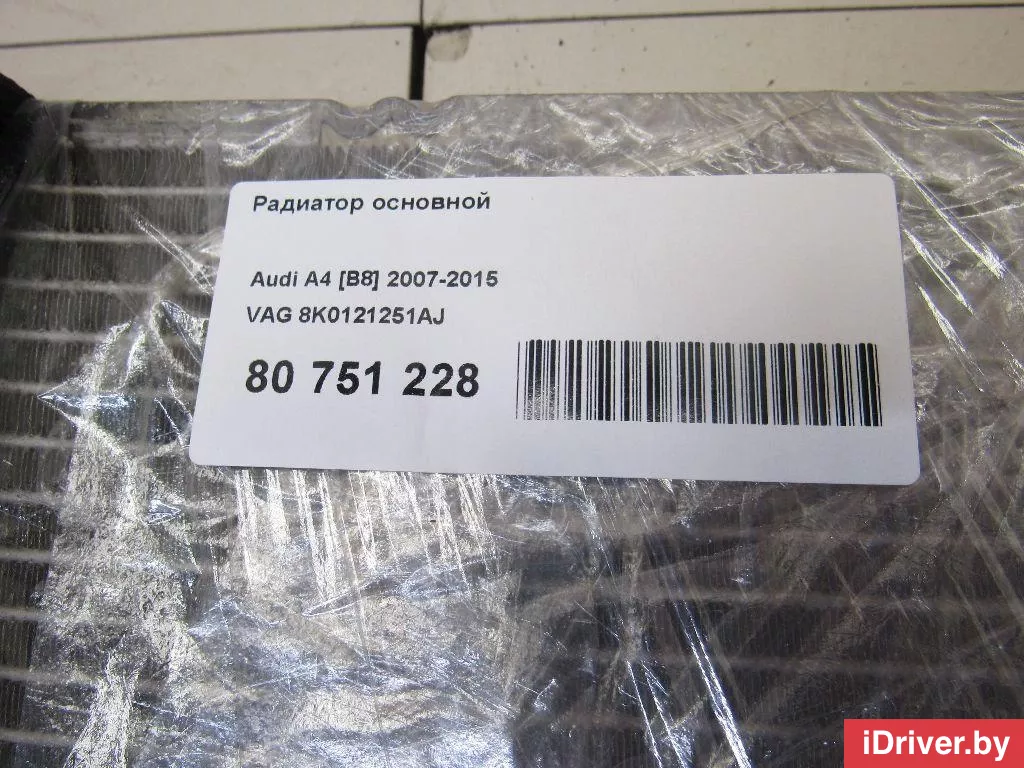 Радиатор основной
Audi A4 [B8] 2007-2015
VAG 8K0121251AJ
80 751 228
iDriver.by